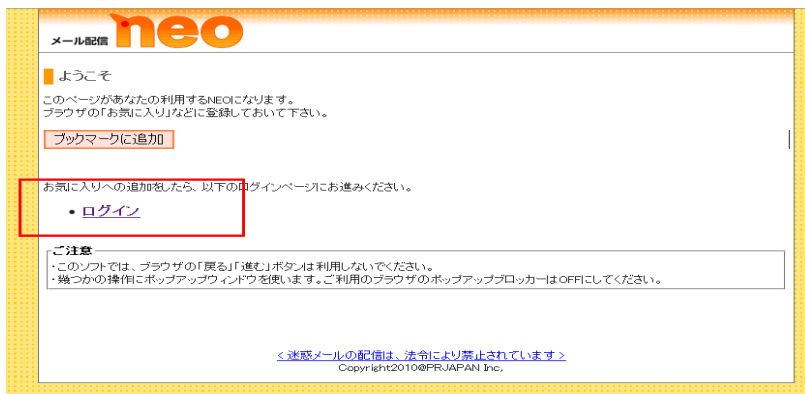 メール配信 neo
ようこそ
このページがあなたの利用するNEOになります。
ブラウザの「お気に入り」などに登録しておいて下さい。
ブックマークに追加
お気に入りへの追加をしたら、以下のログインページにお進みください。
• ログイン
ご注意
・このソフトでは、ブラウザの「戻る」「進む」ボタンは利用しないでください。
・幾つかの操作にポップアップウィンドウを使います。ご利用のブラウザのポップアップブロッカーはOFFにしてください。
<迷惑メールの配信は、法令により禁止されています>
Copyright2010@PRJAPAN Inc,